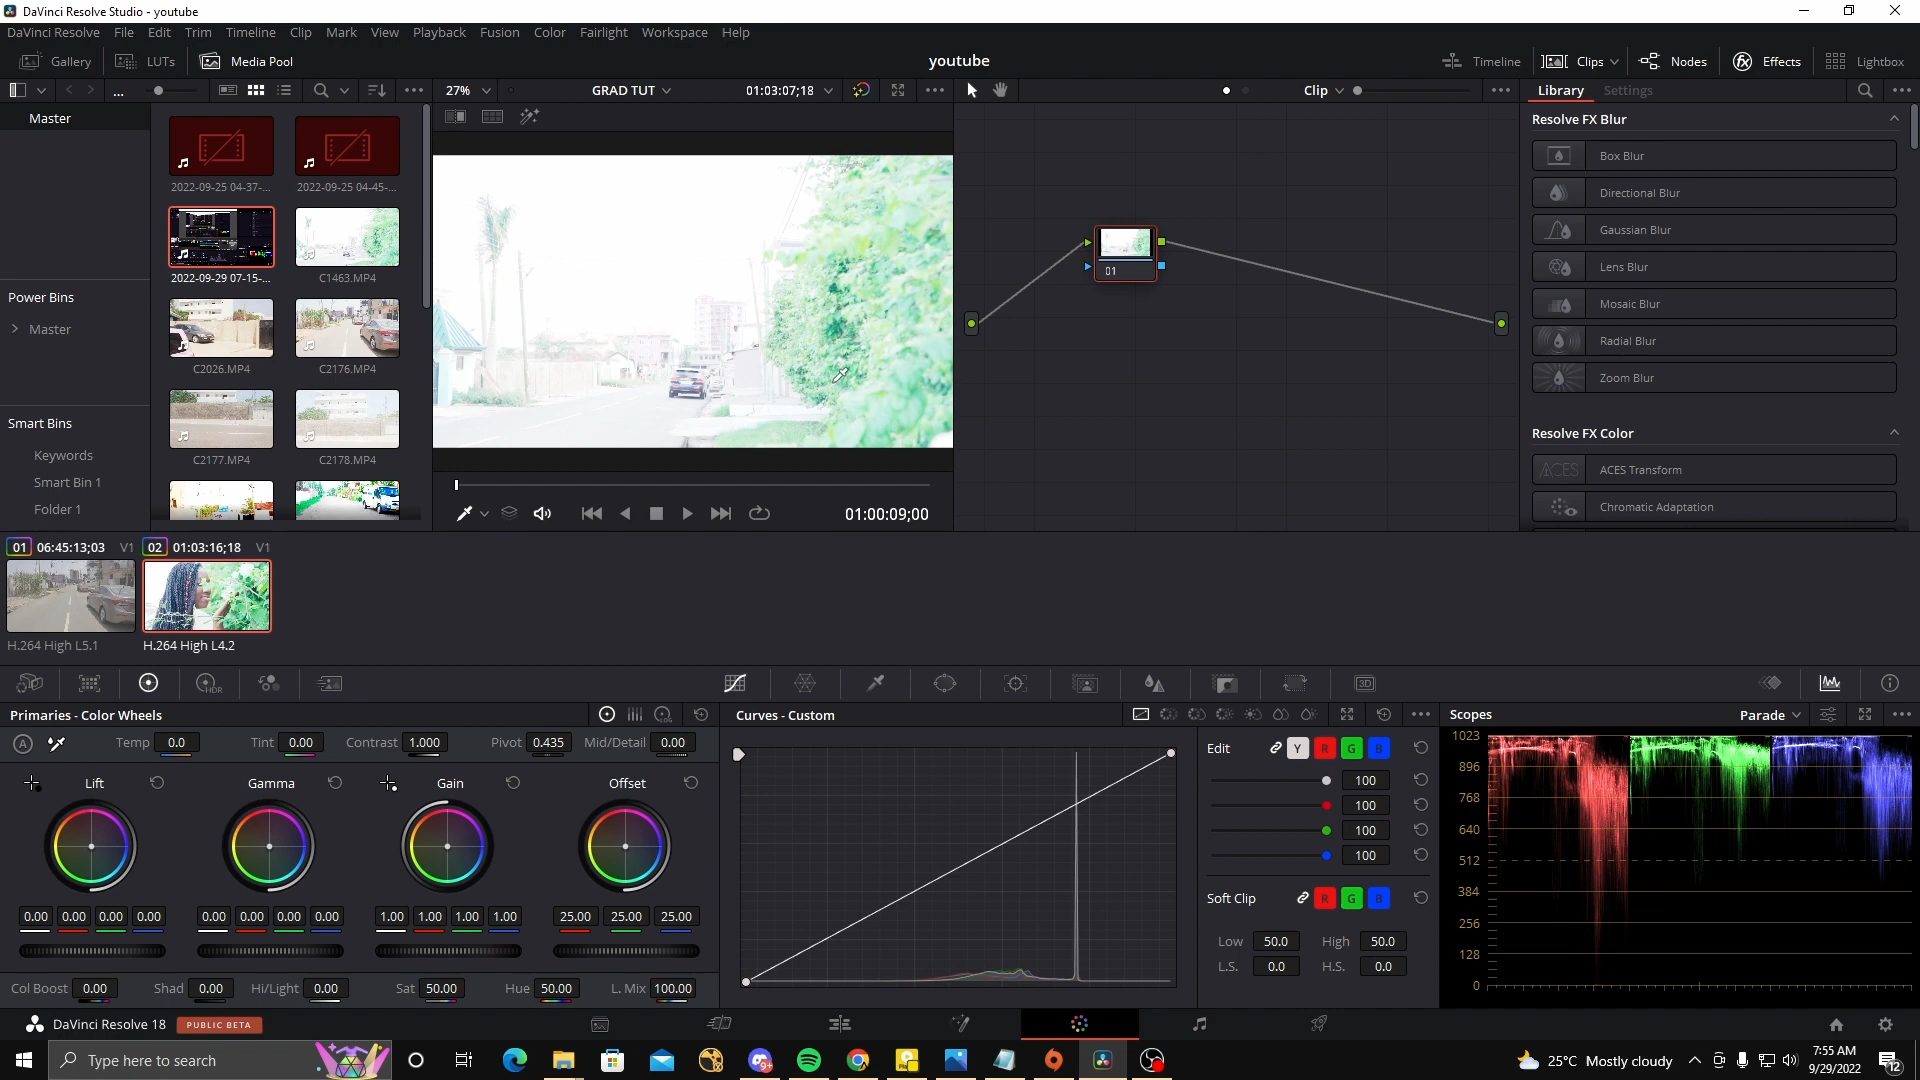 DaVinci Resolve Studio - youtube
DaVinci Resolve File Edit Trim Timeline Clip Mark View Playback Fusion Color Fairlight Workspace Help
Gallery LUTs Media Pool youtube Timeline Clips Nodes Effects Lightbox
... 27% GRAD TUT 01:03:07;18 Clip Library Settings
Master
Resolve FX Blur
Box Blur
2022-09-25 04-37-... 2022-09-25 04-45-...
Directional Blur
Gaussian Blur
01
Lens Blur
2022-09-29 07-15-... C1463.MP4
Power Bins
Mosaic Blur
Master
Radial Blur
C2026.MP4 C2176.MP4
Zoom Blur
Smart Bins
Resolve FX Color
Keywords
C2177.MP4 C2178.MP4
ACES ACES Transform
Smart Bin 1
Folder 1
Chromatic Adaptation
01:00:09;00
01 06:45:13;03 V1 02 01:03:16;18 V1
H.264 High L5.1 H.264 High L4.2
HDR 3D
Primaries - Color Wheels LOG Curves - Custom Scopes Parade
A Temp 0.0 Tint 0.00 Contrast 1.000 Pivot 0.435 Mid/Detail 0.00
Edit Y R G B
Lift Gamma Gain Offset
100
100
100
100
Soft Clip R G B
0.00 0.00 0.00 0.00 0.00 0.00 0.00 0.00 1.00 1.00 1.00 1.00 25.00 25.00 25.00
Low 50.0 High 50.0
L.S. 0.0 H.S. 0.0
Col Boost 0.00 Shad 0.00 Hi/Light 0.00 Sat 50.00 Hue 50.00 L. Mix 100.00
1023
896
768
640
512
384
256
128
0
DaVinci Resolve 18 PUBLIC BETA
Type here to search 9+ 25°C Mostly cloudy 7:55 AM
9/29/2022
12